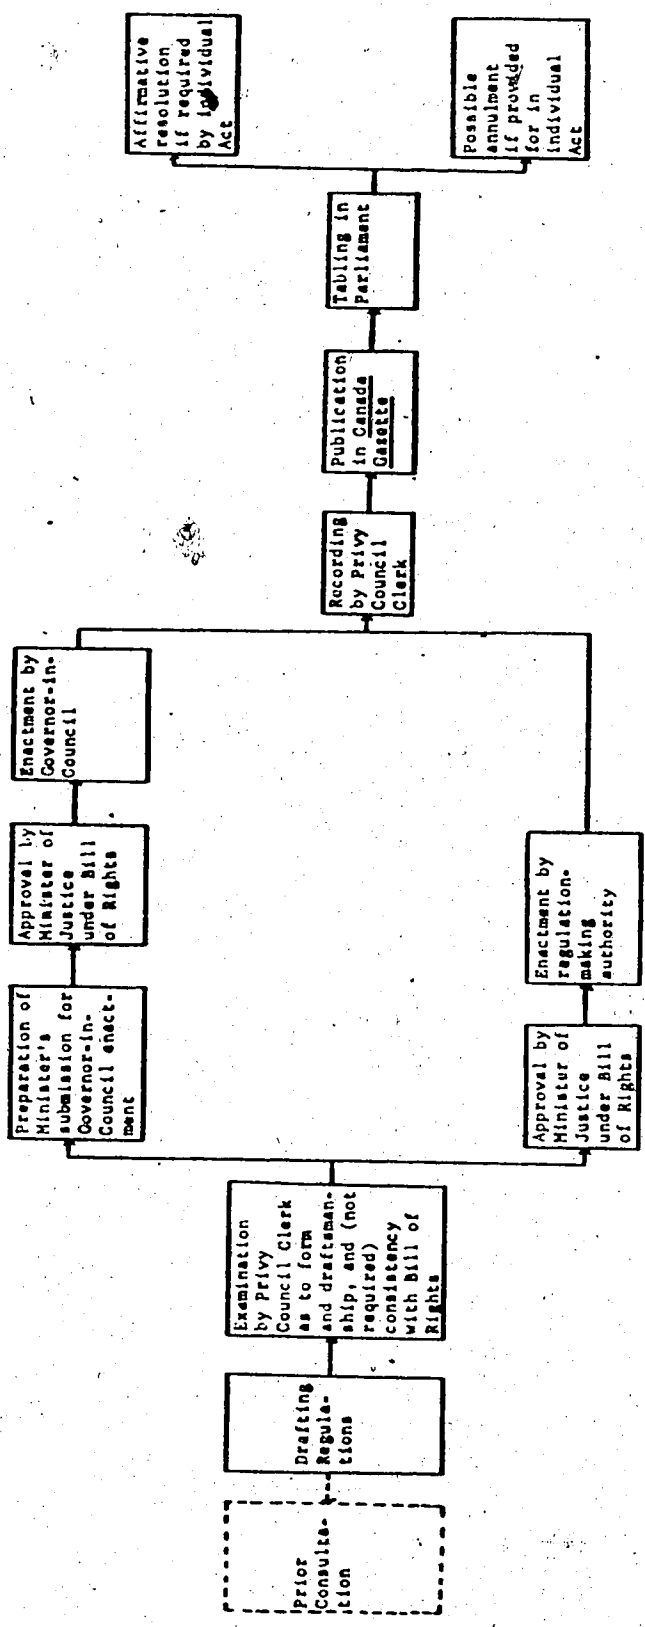 Prior
Consulta-
tion
Drafting
Regula-
tions
Examination
by Privy
Council Clerk
as to form
and draftsman-
ship, and (not
required)
consistency
with Bill of
Rights
Preparation of
Minister's
submission for
Governor-in-
Council enact-
ment
Approval by
Minister of
Justice
under Bill
of Rights
Enactment by
Governor-in-
Council
Approval by
Minister of
Justice
under Bill
of Rights
Enactment by
regulation-
making
authority
Recording
by Privy
Council
Clerk
Publication
in Canada
Gazette
Tabling in
Parliament
Affirmative
resolution
if required
by individual
Act
Possible
annulment
if provided
for in
individual
Act